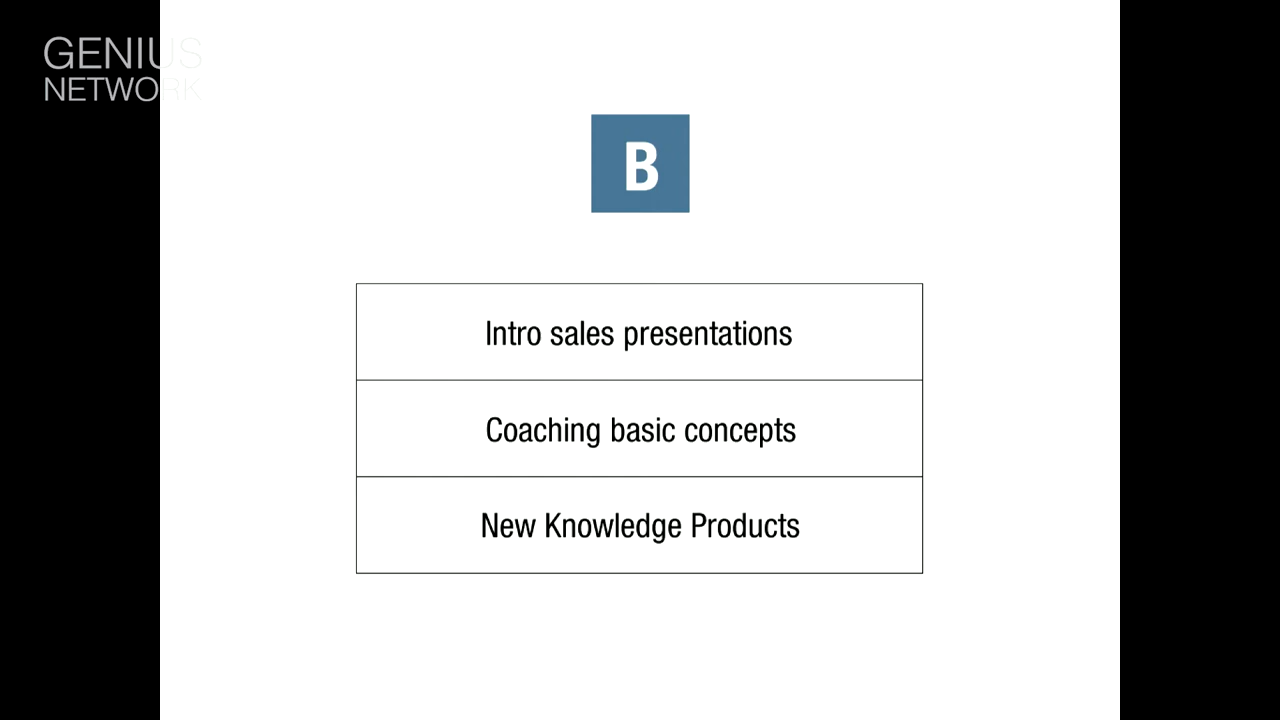 GENIUS
NETWORK
B
Intro sales presentations
Coaching basic concepts
New Knowledge Products